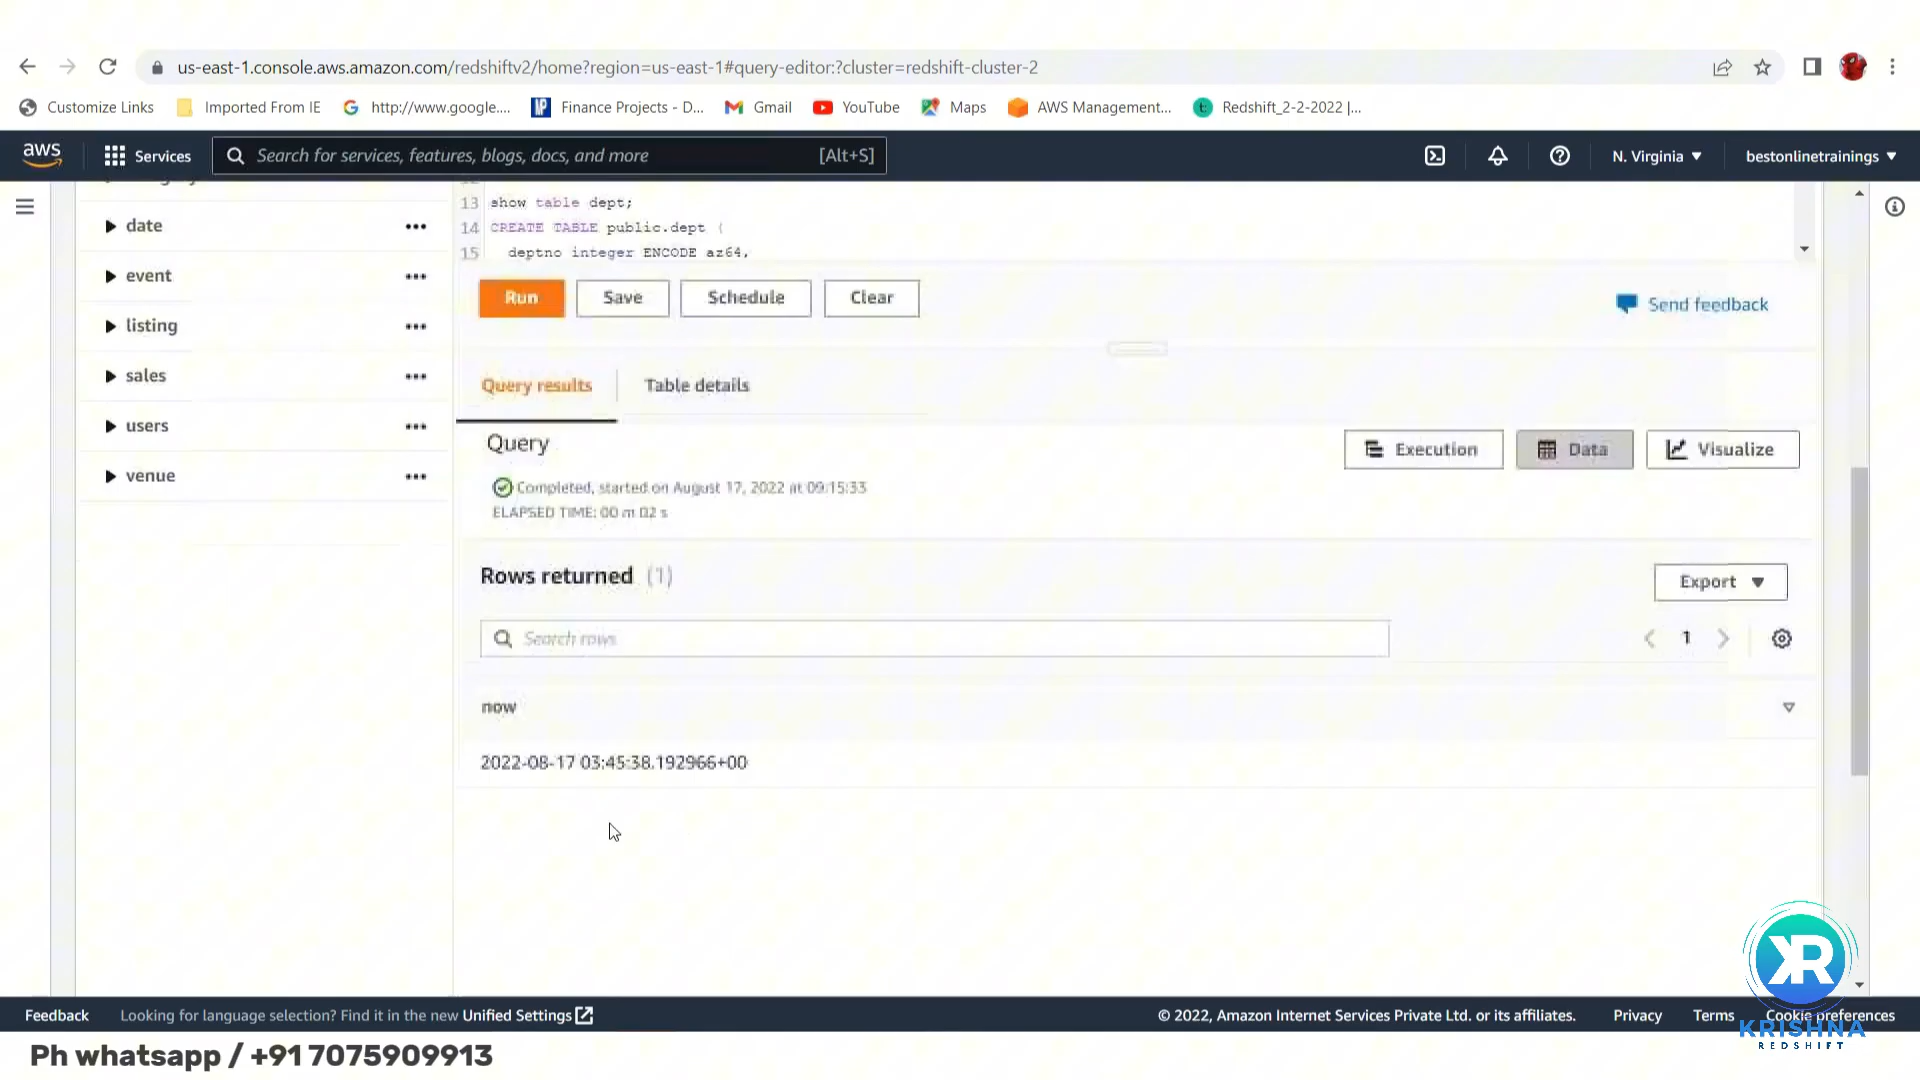 us-east-1.console.aws.amazon.com/redshiftv2/home?region=us-east-1#query-editor:?cluster=redshift-cluster-2
Customize Links
Imported From IE
http://www.google....
Finance Projects - D...
Gmail
YouTube
Maps
AWS Management...
Redshift_2-2-2022 |...
aws
Services
Search for services, features, blogs, docs, and more
[Alt+S]
N. Virginia
bestonlinetrainings
date
event
listing
sales
users
venue
13 show table dept;
14 CREATE TABLE public.dept (
15 deptno integer ENCODE az64,
Run
Save
Schedule
Clear
Send feedback
Query results
Table details
Query
Execution
Data
Visualize
Completed, started on August 17, 2022 at 09:15:33
ELAPSED TIME: 00 m 02 s
Rows returned (1)
Export
Search rows
1
now
2022-08-17 03:45:38.192966+00
KR
KRISHNA
REDSHIFT
Feedback
Looking for language selection? Find it in the new Unified Settings
© 2022, Amazon Internet Services Private Ltd. or its affiliates.
Privacy
Terms
Cookie preferences
Ph whatsapp / +91 7075909913